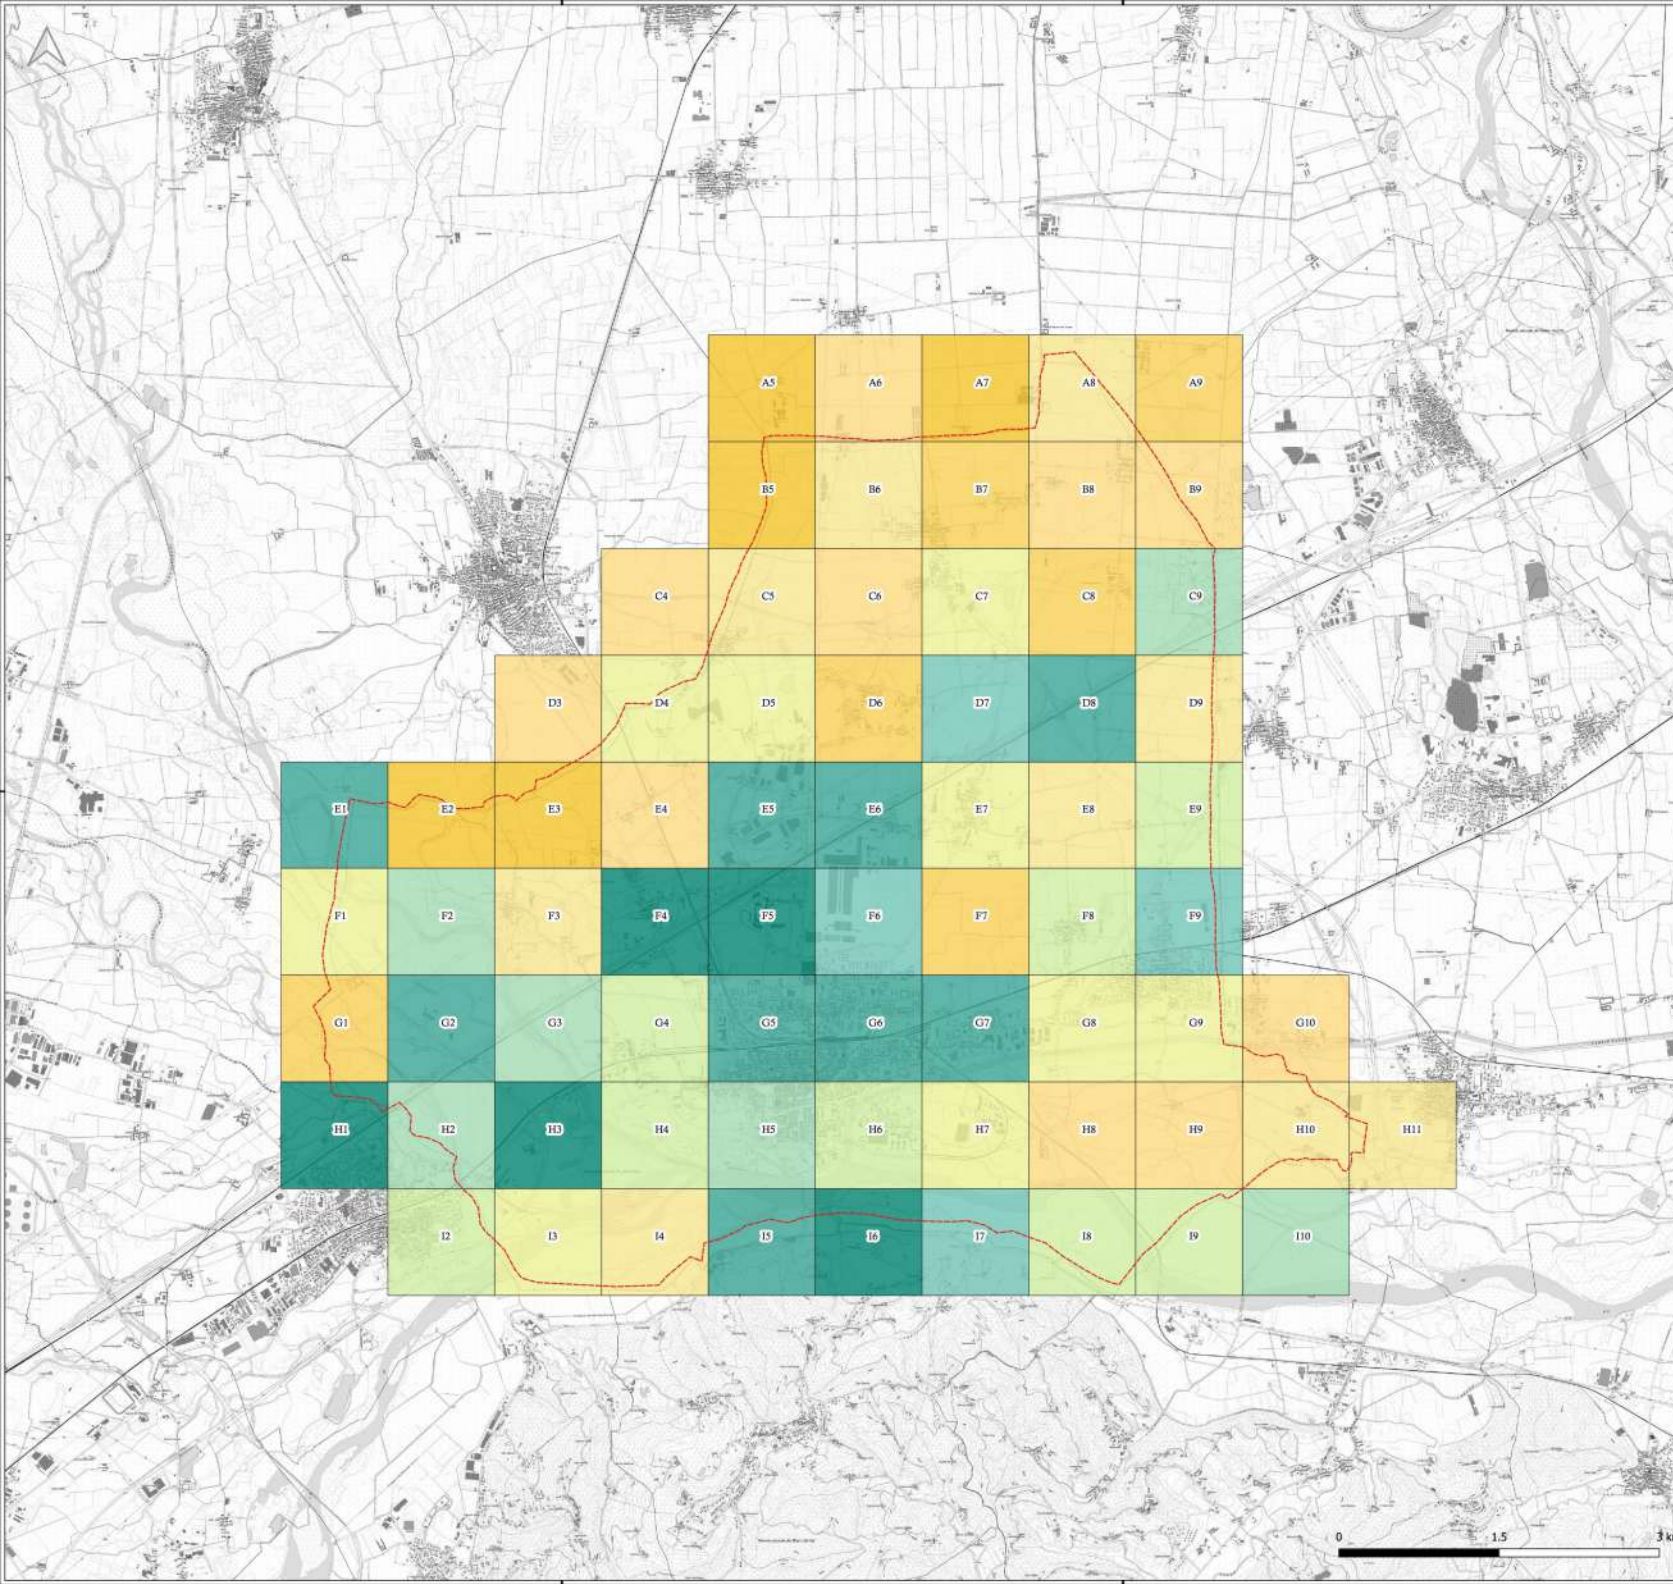 A5 A6 A7 A8 A9
B5 B6 B7 B8 B9
C4 C5 C6 C7 C8 C9
D3 D4 D5 D6 D7 D8 D9
E1 E2 E3 E4 E5 E6 E7 E8 E9
F1 F2 F3 F4 F5 F6 F7 F8 F9
G1 G2 G3 G4 G5 G6 G7 G8 G9 G10
H1 H2 H3 H4 H5 H6 H7 H8 H9 H10 H11
I2 I3 I4 I5 I6 I7 I8 I9 I10
0 1.5 3 k